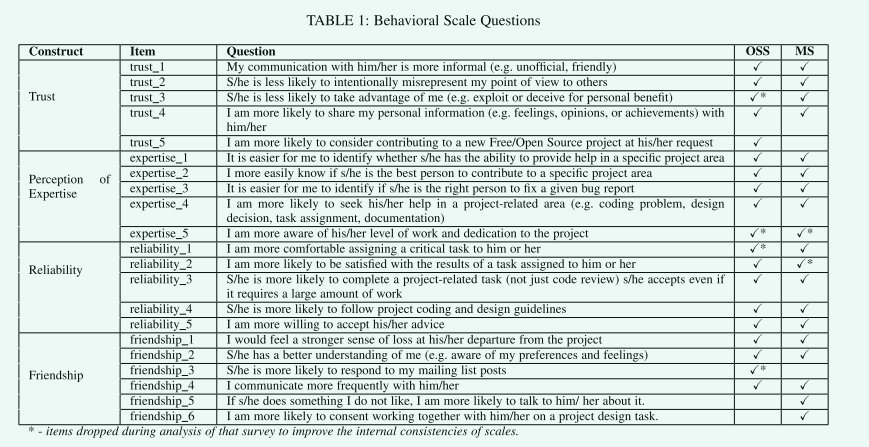 TABLE 1: Behavioral Scale Questions
Construct Item Question OSS MS
trust_1 My communication with him/her is more informal (e.g. unofficial, friendly) ✓ ✓
trust_2 S/he is less likely to intentionally misrepresent my point of view to others ✓ ✓
Trust trust_3 S/he is less likely to take advantage of me (e.g. exploit or deceive for personal benefit) ✓* ✓
trust_4 I am more likely to share my personal information (e.g. feelings, opinions, or achievements) with ✓ ✓
him/her
trust_5 I am more likely to consider contributing to a new Free/Open Source project at his/her request ✓
expertise_1 It is easier for me to identify whether s/he has the ability to provide help in a specific project area ✓ ✓
Perception of expertise_2 I more easily know if s/he is the best person to contribute to a specific project area ✓ ✓
Expertise expertise_3 It is easier for me to identify if s/he is the right person to fix a given bug report ✓ ✓
expertise_4 I am more likely to seek his/her help in a project-related area (e.g. coding problem, design ✓ ✓
decision, task assignment, documentation)
expertise_5 I am more aware of his/her level of work and dedication to the project ✓* ✓*
reliability_1 I am more comfortable assigning a critical task to him or her ✓* ✓
Reliability reliability_2 I am more likely to be satisfied with the results of a task assigned to him or her ✓ ✓*
reliability_3 S/he is more likely to complete a project-related task (not just code review) s/he accepts even if ✓ ✓
it requires a large amount of work
reliability_4 S/he is more likely to follow project coding and design guidelines ✓ ✓
reliability_5 I am more willing to accept his/her advice ✓ ✓
friendship_1 I would feel a stronger sense of loss at his/her departure from the project ✓ ✓
friendship_2 S/he has a better understanding of me (e.g. aware of my preferences and feelings) ✓ ✓
Friendship friendship_3 S/he is more likely to respond to my mailing list posts ✓*
friendship_4 I communicate more frequently with him/her ✓ ✓
friendship_5 If s/he does something I do not like, I am more likely to talk to him/ her about it. ✓
friendship_6 I am more likely to consent working together with him/her on a project design task. ✓
* - items dropped during analysis of that survey to improve the internal consistencies of scales.